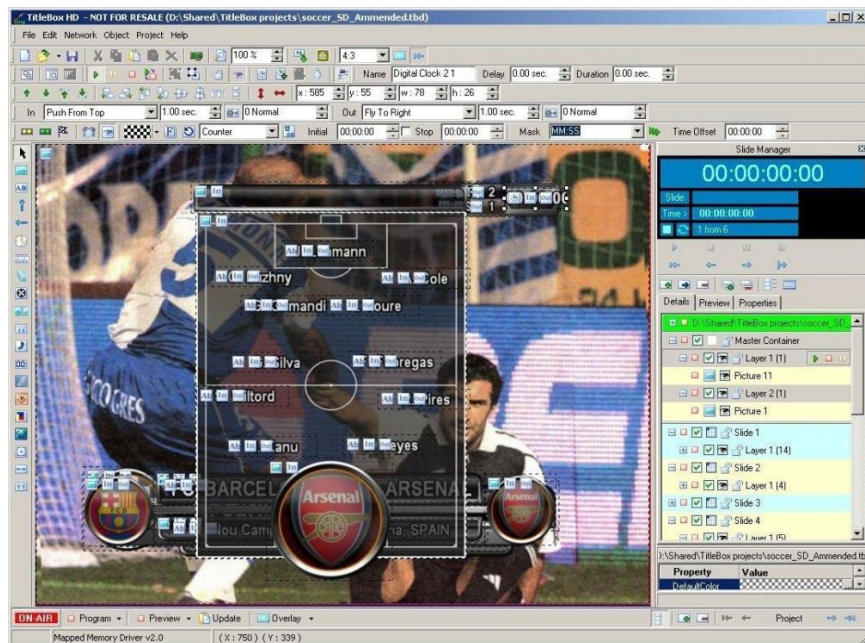 TitleBox HD - NOT FOR RESALE (D:\Shared\TitleBox projects\soccer_SD_Ammended.tbd)
File Edit Network Object Project Help
100 % 4:3
Name Digital Clock 2 1 Delay 0.00 sec. Duration 0.00 sec.
x : 585 y : 55 w : 78 h : 26
In Push From Top 1.00 sec. 0 Normal Out Fly To Right 1.00 sec. 0 Normal
Counter Initial 00:00:00 Stop 00:00:00 Mask MM:SS Time Offset 00:00:00
Slide Manager
00:00:00:00
Slide
Time > 00:00:00:00
1 from 6
Details Preview Properties
D:\Shared\TitleBox projects\soccer_SD_
Master Container
Layer 1 (1)
Picture 11
Layer 2 (1)
Picture 1
Slide 1
Layer 1 (14)
Slide 2
Layer 1 (4)
Slide 3
Slide 4
Layer 1 (5)
):\Shared\TitleBox projects\soccer_SD_Ammended.tb
Property Value
DefaultColor
2
1
mann
zhny
Cole
mandi
oure
Silva
regas
iltord
ires
anu
eyes
BARCEL
ARSENAL
Arsenal
Arsenal
Nou Camp
na, SPAIN
COGRES
ON-AIR Program Preview Update Overlay Project
Mapped Memory Driver v2.0 ( X : 750 ) ( Y : 339 )